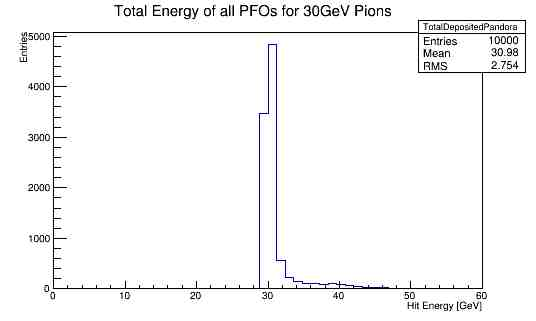 Total Energy of all PFOs for 30GeV Pions
TotalDepositedPandora
Entries 10000
Mean 30.98
RMS 2.754
Entries
5000
4000
3000
2000
1000
0
0 10 20 30 40 50 60
Hit Energy [GeV]